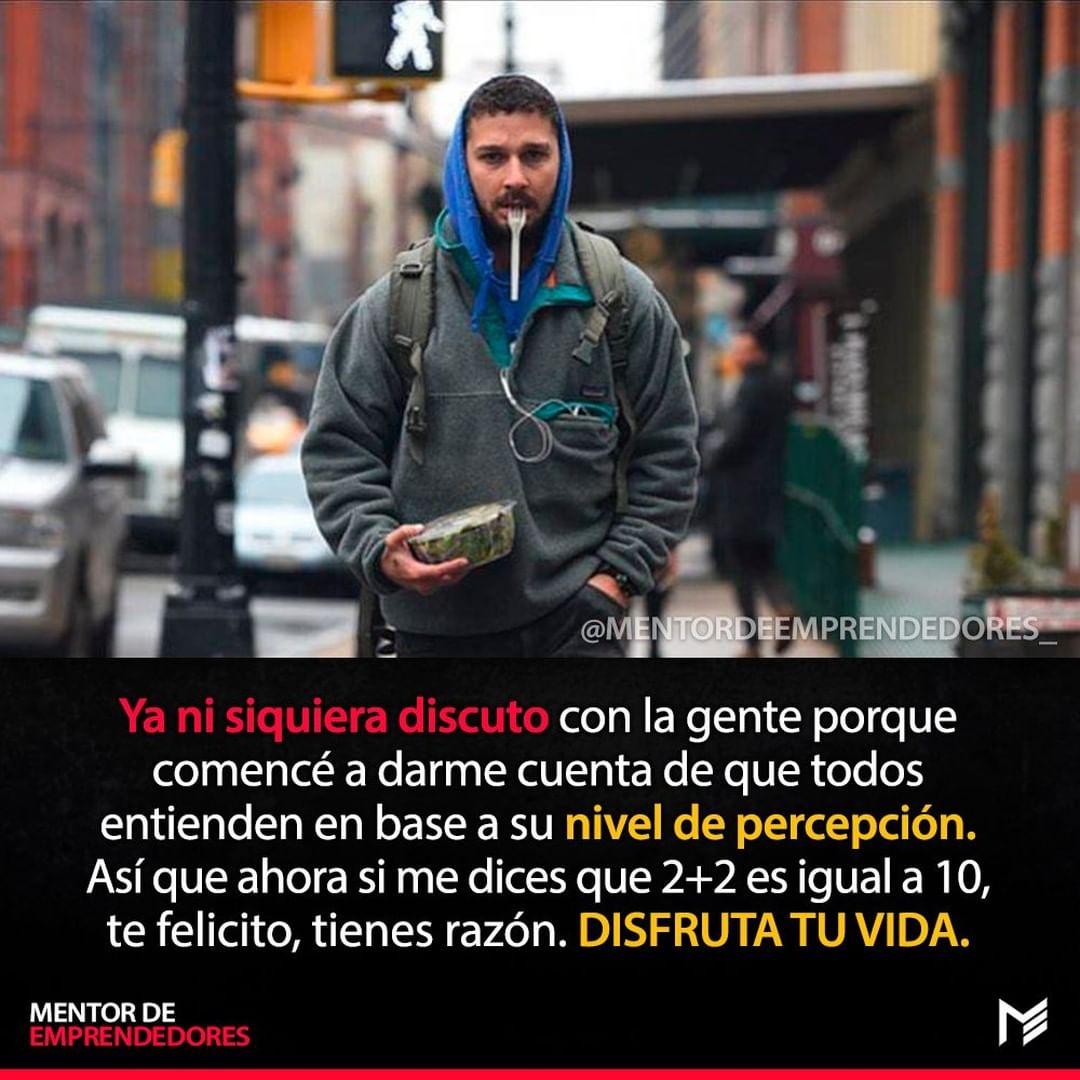 @MENTORDEEMPRENDEDORES_
Ya ni siquiera discuto con la gente porque
comencé a darme cuenta de que todos
entienden en base a su nivel de percepción.
Así que ahora si me dices que 2+2 es igual a 10,
te felicito, tienes razón. DISFRUTA TU VIDA.
MENTOR DE
EMPRENDEDORES